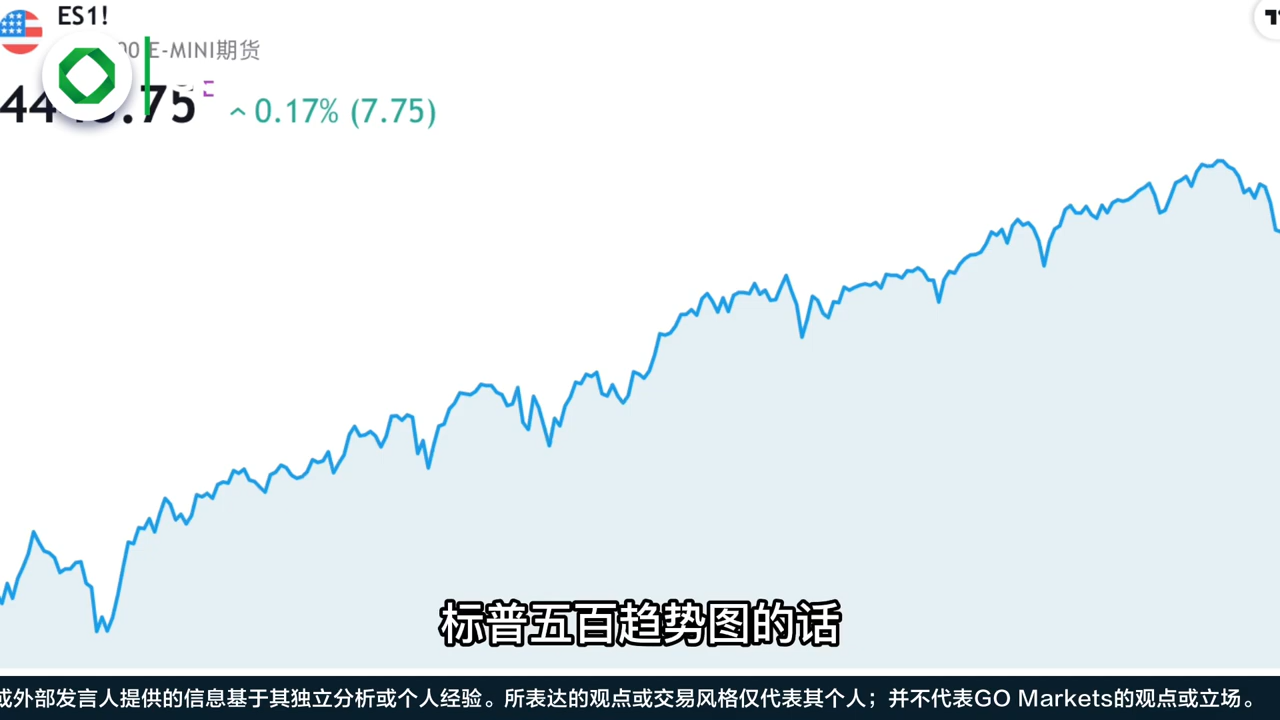 ES1!
00 E-MINI期货
0.17% (7.75)
标普五百趋势图的话
或外部发言人提供的信息基于其独立分析或个人经验。所表达的观点或交易风格仅代表其个人；并不代表GO Markets的观点或立场。